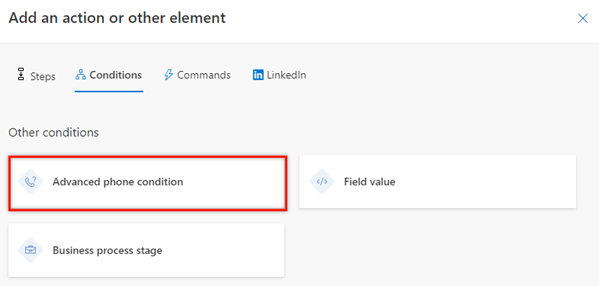 Add an action or other element
Steps
Conditions
Commands
LinkedIn
Other conditions
Advanced phone condition
Field value
Business process stage